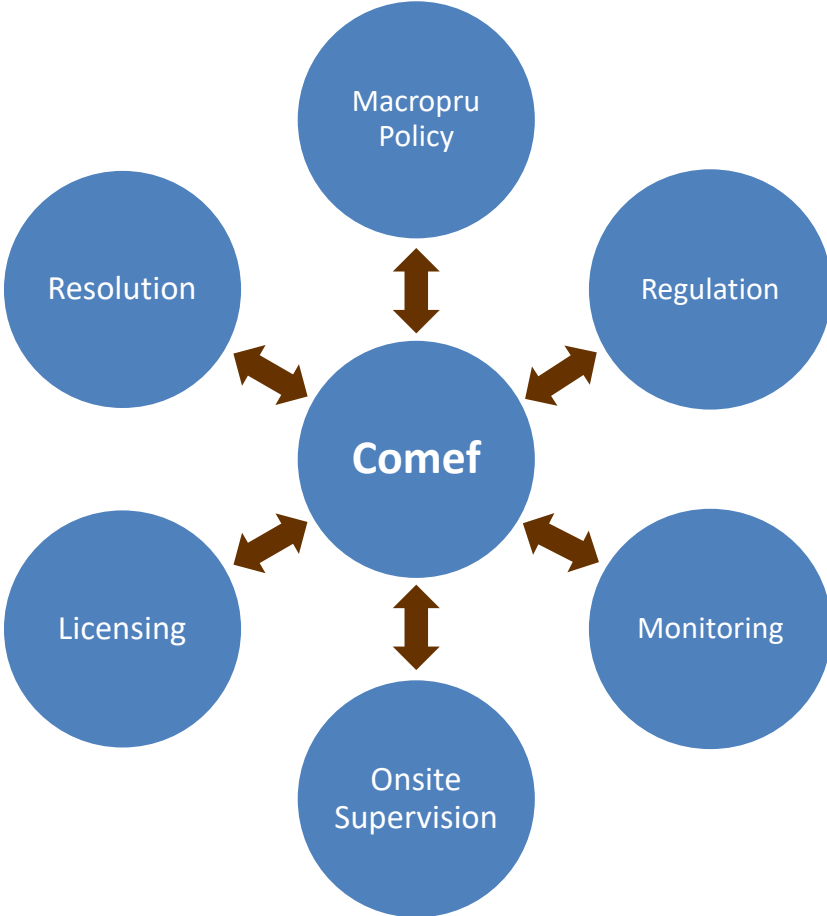 Macropru
Policy
Resolution
Regulation
Comef
Licensing
Monitoring
Onsite
Supervision